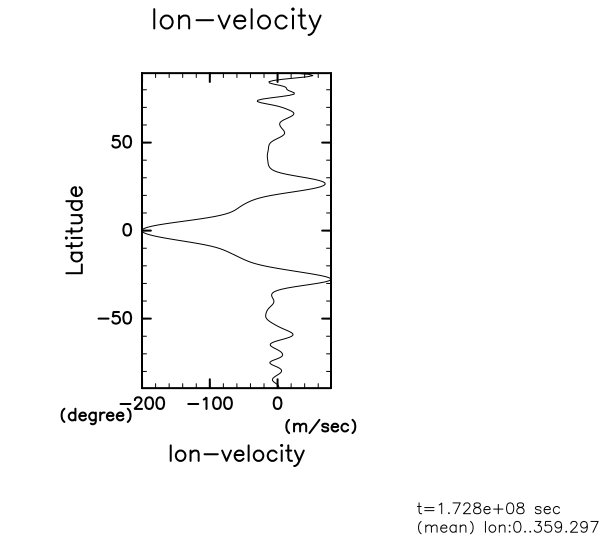 lon−velocity
Latitude
50
0
−50
−200 −100 0
(degree)
(m/sec)
lon−velocity
t=1.728e+08 sec
(mean) lon:0..359.297